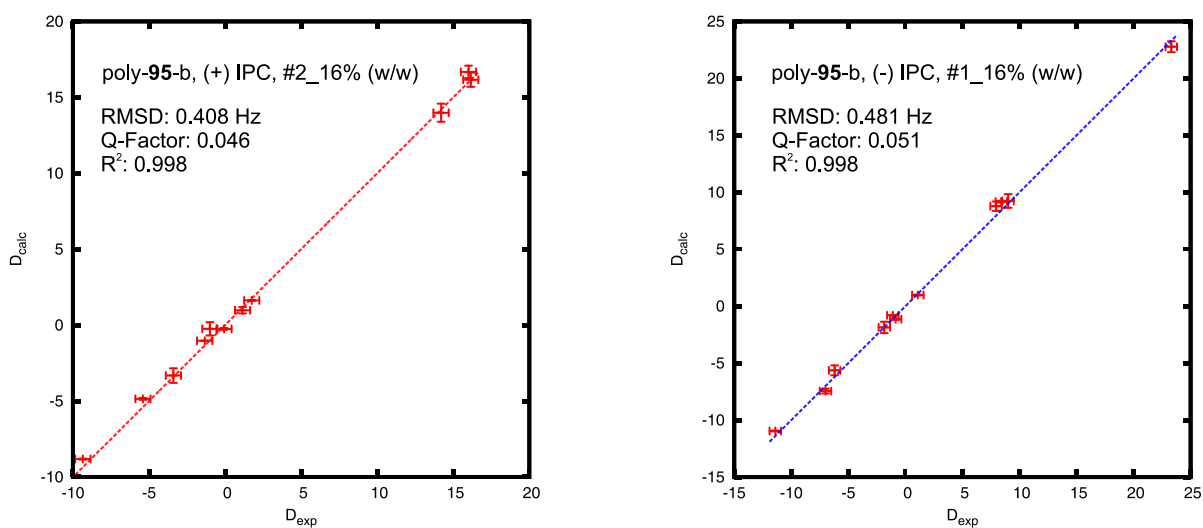 20
15
10
5
0
-5
-10
-10
-5
0
5
10
15
20
D_calc
D_exp
poly-95-b, (+) IPC, #2_16% (w/w)
RMSD: 0.408 Hz
Q-Factor: 0.046
R²: 0.998
25
20
15
10
5
0
-5
-10
-15
-15
-10
-5
0
5
10
15
20
25
D_calc
D_exp
poly-95-b, (-) IPC, #1_16% (w/w)
RMSD: 0.481 Hz
Q-Factor: 0.051
R²: 0.998